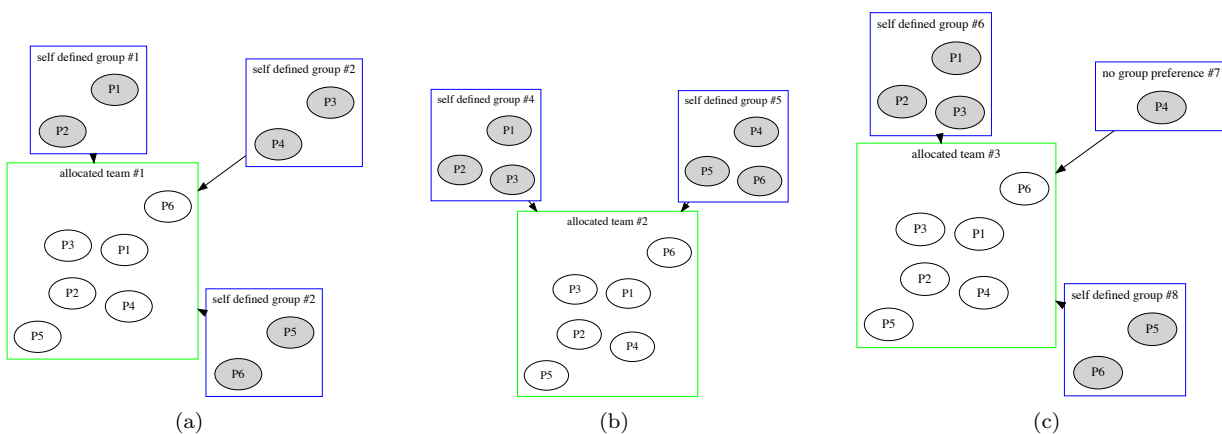 self defined group #1
P1
P2
self defined group #2
P3
P4
allocated team #1
P6
P3
P1
P2
P4
P5
self defined group #2
P5
P6
(a)
self defined group #4
P1
P2
P3
self defined group #5
P4
P5
P6
allocated team #2
P6
P3
P1
P2
P4
P5
(b)
self defined group #6
P1
P2
P3
no group preference #7
P4
allocated team #3
P6
P3
P1
P2
P4
P5
self defined group #8
P5
P6
(c)